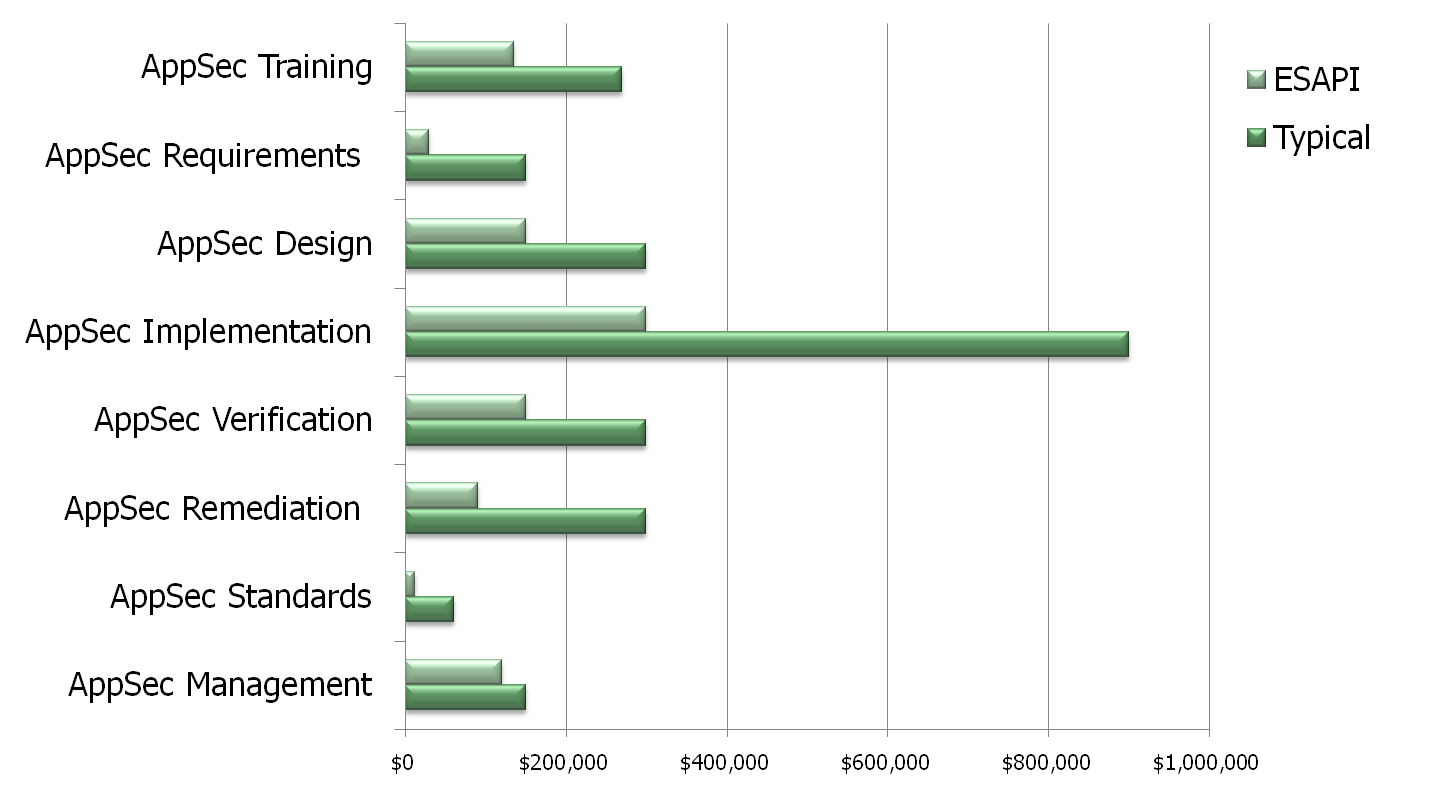 AppSec Training
AppSec Requirements
AppSec Design
AppSec Implementation
AppSec Verification
AppSec Remediation
AppSec Standards
AppSec Management
$0 $200,000 $400,000 $600,000 $800,000 $1,000,000
ESAPI
Typical